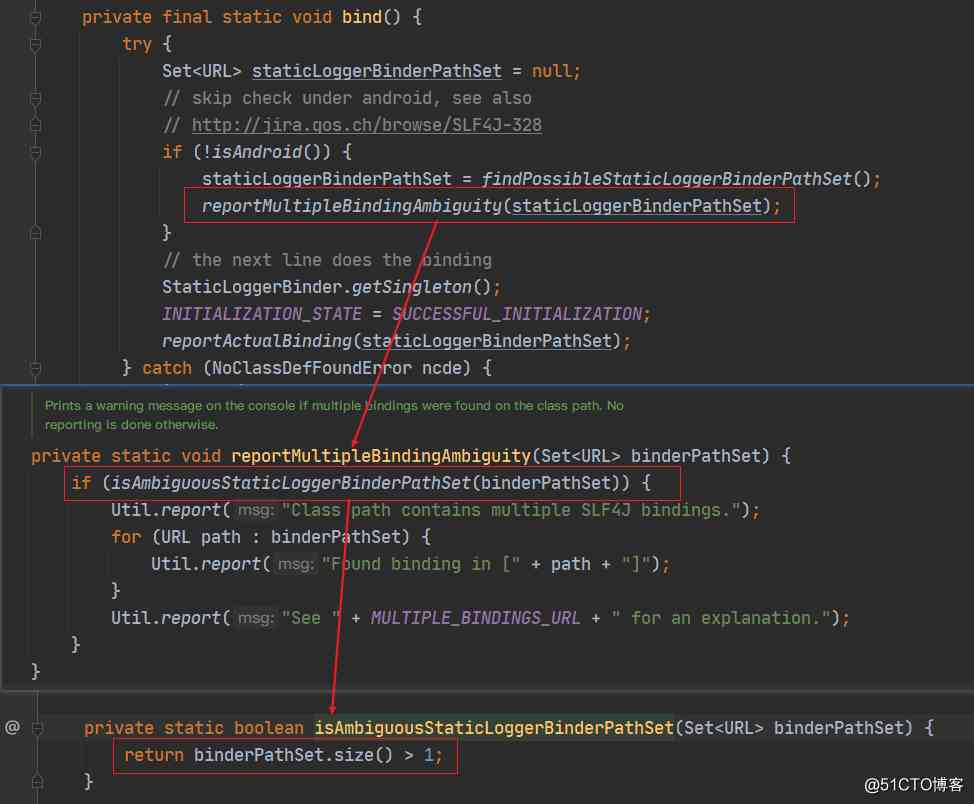 private final static void bind() {
try {
Set<URL> staticLoggerBinderPathSet = null;
// skip check under android, see also
// http://jira.qos.ch/browse/SLF4J-328
if (!isAndroid()) {
staticLoggerBinderPathSet = findPossibleStaticLoggerBinderPathSet();
reportMultipleBindingAmbiguity(staticLoggerBinderPathSet);
}
// the next line does the binding
StaticLoggerBinder.getSingleton();
INITIALIZATION_STATE = SUCCESSFUL_INITIALIZATION;
reportActualBinding(staticLoggerBinderPathSet);
} catch (NoClassDefFoundError ncde) {
Prints a warning message on the console if multiple bindings were found on the class path. No
reporting is done otherwise.
private static void reportMultipleBindingAmbiguity(Set<URL> binderPathSet) {
if (isAmbiguousStaticLoggerBinderPathSet(binderPathSet)) {
Util.report( msg: "Class path contains multiple SLF4J bindings.");
for (URL path : binderPathSet) {
Util.report( msg: "Found binding in [" + path + "]");
}
Util.report( msg: "See " + MULTIPLE_BINDINGS_URL + " for an explanation.");
}
}
@ private static boolean isAmbiguousStaticLoggerBinderPathSet(Set<URL> binderPathSet) {
return binderPathSet.size() > 1;
}
@51CTO博客